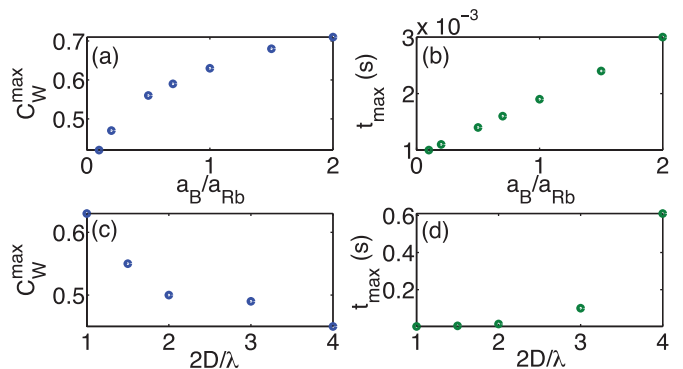 x 10⁻³
0.7
0.6
0.5
C_W^max
(a)
0
1
2
a_B/a_Rb
3
2
1
t_max (s)
(b)
0
1
2
a_B/a_Rb
0.6
0.5
C_W^max
(c)
1
2
3
4
2D/λ
0.6
0.4
0.2
t_max (s)
(d)
1
2
3
4
2D/λ